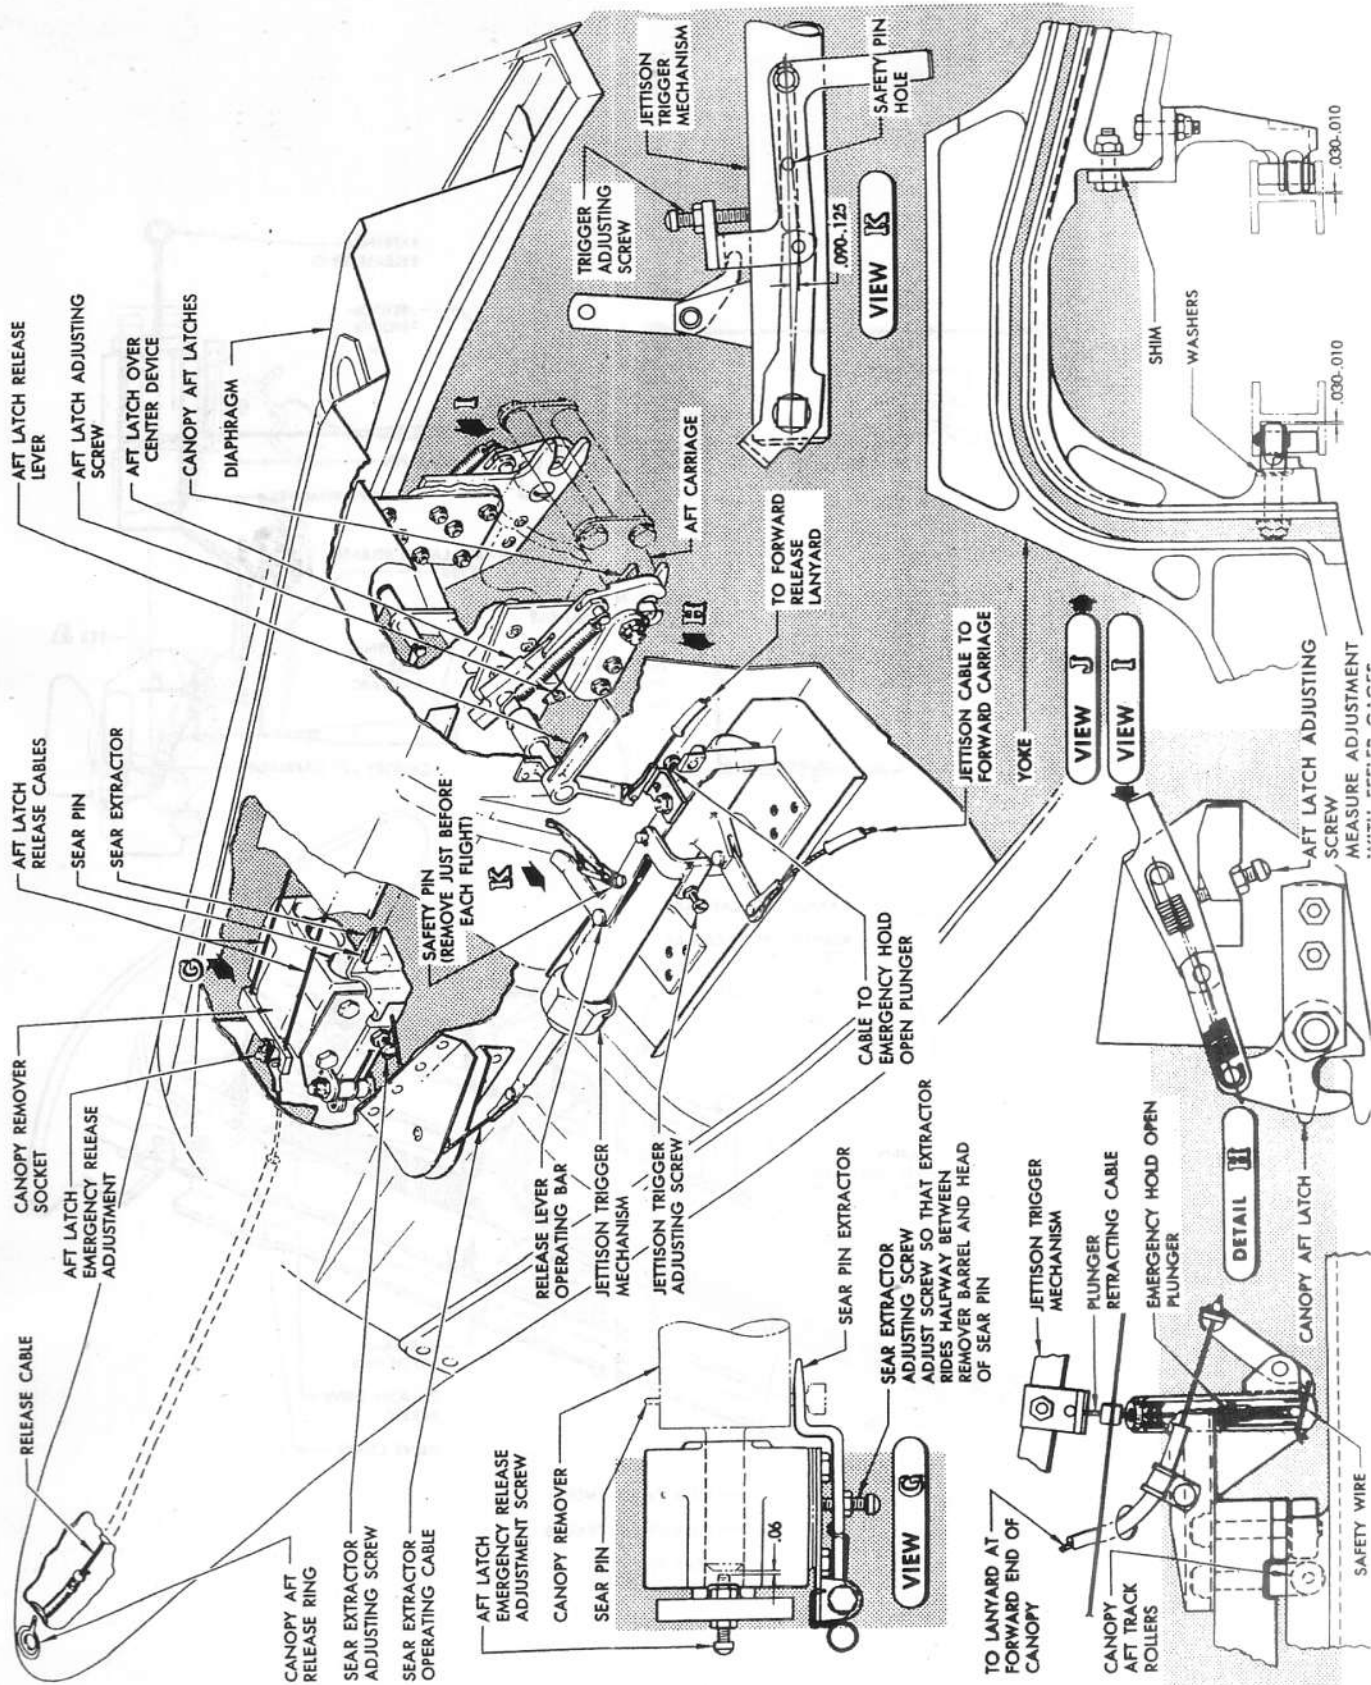 RELEASE CABLE
CANOPY REMOVER
SOCKET
AFT LATCH
EMERGENCY RELEASE
ADJUSTMENT
AFT LATCH
RELEASE CABLES
SEAR PIN
SEAR EXTRACTOR
AFT LATCH RELEASE
LEVER
AFT LATCH ADJUSTING
SCREW
AFT LATCH OVER
CENTER DEVICE
CANOPY AFT LATCHES
DIAPHRAGM
G
SAFETY PIN
(REMOVE JUST BEFORE
EACH FLIGHT)
K
I
H
AFT CARRIAGE
TO FORWARD
RELEASE
LANYARD
JETTISON CABLE TO
FORWARD CARRIAGE
CABLE TO
EMERGENCY HOLD
OPEN PLUNGER
CANOPY AFT
RELEASE RING
SEAR EXTRACTOR
ADJUSTING SCREW
SEAR EXTRACTOR
OPERATING CABLE
RELEASE LEVER
OPERATING BAR
JETTISON TRIGGER
MECHANISM
JETTISON TRIGGER
ADJUSTING SCREW
TRIGGER
ADJUSTING
SCREW
JETTISON
TRIGGER
MECHANISM
SAFETY PIN
HOLE
.090-.125
VIEW K
AFT LATCH
EMERGENCY RELEASE
ADJUSTMENT SCREW
CANOPY REMOVER
SEAR PIN
SEAR PIN EXTRACTOR
.06
SEAR EXTRACTOR
ADJUSTING SCREW
ADJUST SCREW SO THAT EXTRACTOR
RIDES HALFWAY BETWEEN
REMOVER BARREL AND HEAD
OF SEAR PIN
VIEW G
TO LANYARD AT
FORWARD END OF
CANOPY
CANOPY
AFT TRACK
ROLLERS
JETTISON TRIGGER
MECHANISM
PLUNGER
RETRACTING CABLE
EMERGENCY HOLD OPEN
PLUNGER
SAFETY WIRE
DETAIL H
CANOPY AFT LATCH
AFT LATCH ADJUSTING
SCREW
MEASURE ADJUSTMENT
WITH FEELER GAGES
YOKE
VIEW J
VIEW I
SHIM
WASHERS
.030-.010
.030-.010